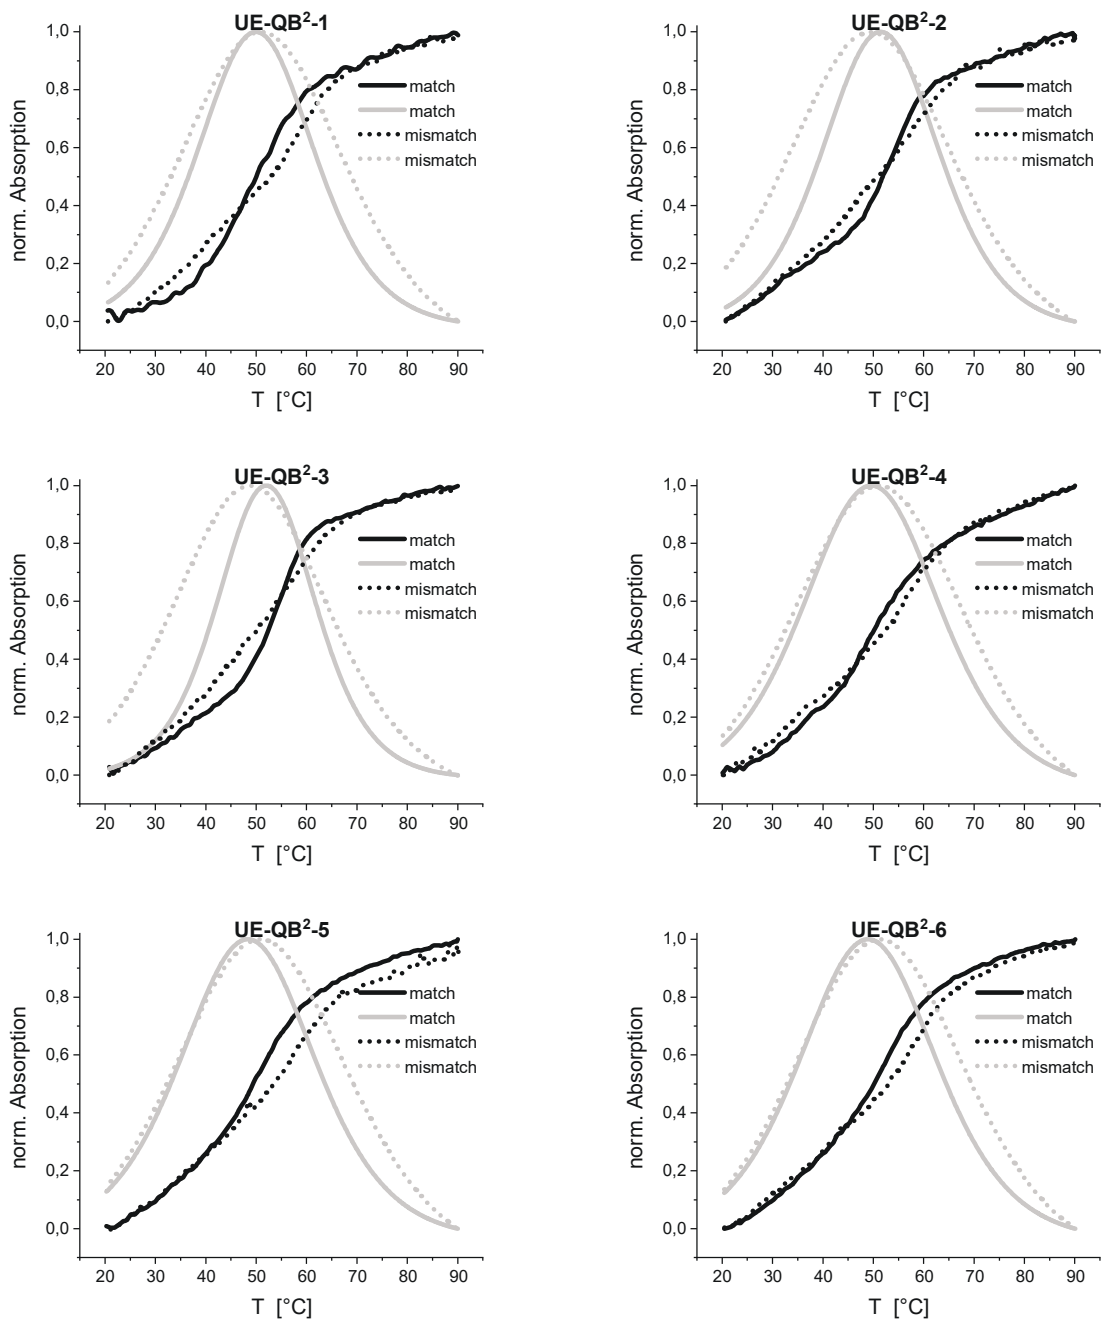 UE-QB²-1
1,0
0,8
0,6
0,4
0,2
0,0
norm. Absorption
match
match
mismatch
mismatch
20 30 40 50 60 70 80 90
T [°C]
UE-QB²-2
1,0
0,8
0,6
0,4
0,2
0,0
norm. Absorption
match
match
mismatch
mismatch
20 30 40 50 60 70 80 90
T [°C]
UE-QB²-3
1,0
0,8
0,6
0,4
0,2
0,0
norm. Absorption
match
match
mismatch
mismatch
20 30 40 50 60 70 80 90
T [°C]
UE-QB²-4
1,0
0,8
0,6
0,4
0,2
0,0
norm. Absorption
match
match
mismatch
mismatch
20 30 40 50 60 70 80 90
T [°C]
UE-QB²-5
1,0
0,8
0,6
0,4
0,2
0,0
norm. Absorption
match
match
mismatch
mismatch
20 30 40 50 60 70 80 90
T [°C]
UE-QB²-6
1,0
0,8
0,6
0,4
0,2
0,0
norm. Absorption
match
match
mismatch
mismatch
20 30 40 50 60 70 80 90
T [°C]